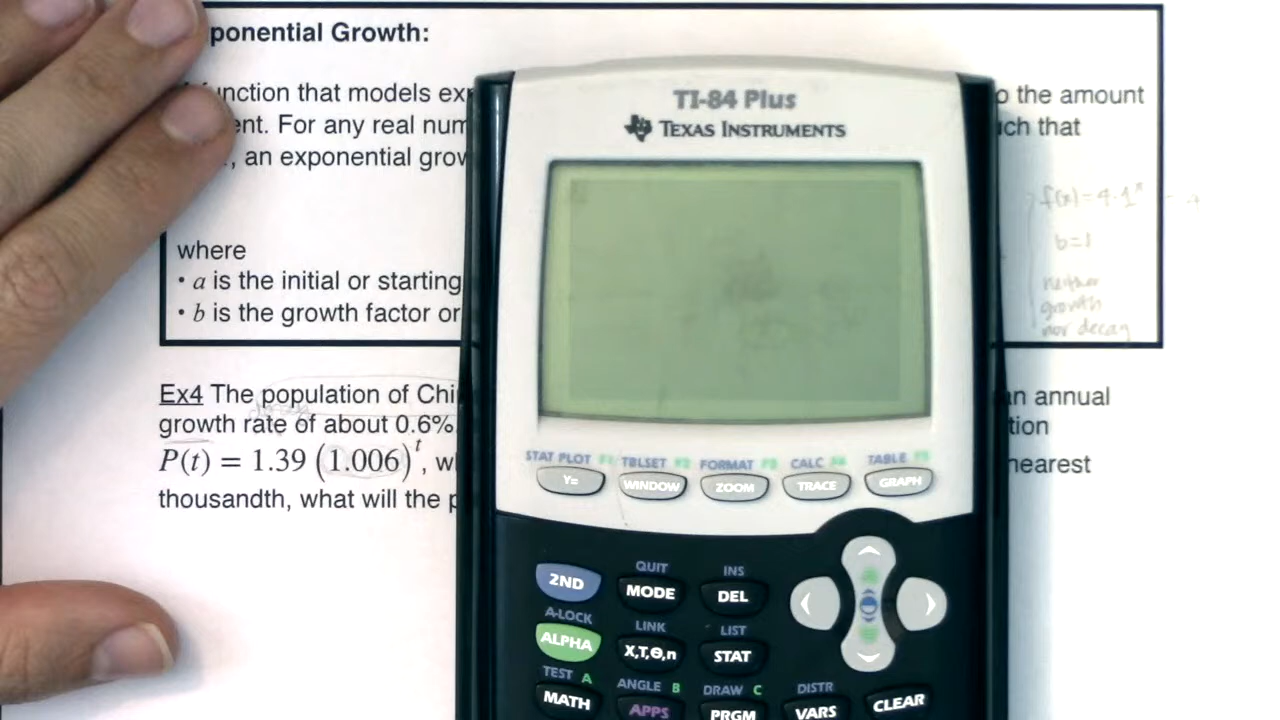 ponential Growth:
nction that models exp
o the amount
ent. For any real num
ch that
, an exponential grow
where
• a is the initial or starting
• b is the growth factor or
f(x)=4·1ˣ
b=1
neither
growth
nor decay
Ex4 The population of Chi
an annual
growth rate of about 0.6%.
tion
P(t) = 1.39 (1.006)ᵗ, w
nearest
thousandth, what will the p
TI-84 Plus
TEXAS INSTRUMENTS
STAT PLOT F1 TBLSET F2 FORMAT F3 CALC F4 TABLE F5
Y= WINDOW ZOOM TRACE GRAPH
QUIT INS
2ND MODE DEL
A-LOCK LINK LIST
ALPHA X,T,Θ,n STAT
TEST A ANGLE B DRAW C DISTR
MATH APPS PRGM VARS CLEAR